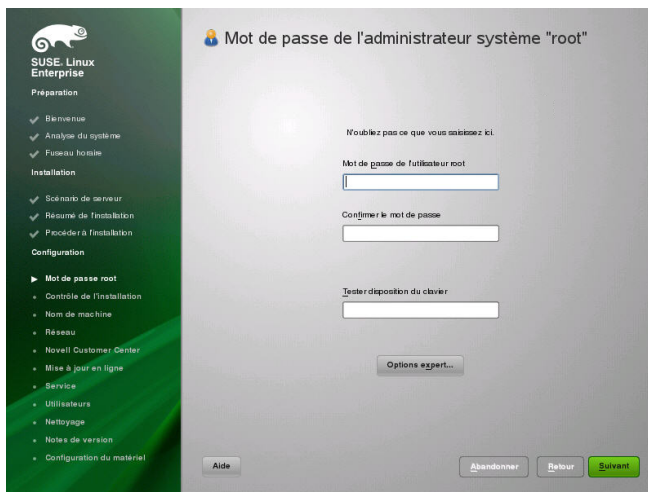 SUSE. Linux
Enterprise
Préparation
Bienvenue
Analyse du système
Fuseau horaire
Installation
Scénario de serveur
Résumé de l'installation
Procéder à l'installation
Configuration
Mot de passe root
Contrôle de l'installation
Nom de machine
Réseau
Novell Customer Center
Mise à jour en ligne
Service
Utilisateurs
Nettoyage
Notes de version
Configuration du matériel
Mot de passe de l'administrateur système "root"
N'oubliez pas ce que vous saisissez ici.
Mot de passe de l'utilisateur root
Confirmer le mot de passe
Tester disposition du clavier
Options expert...
Aide
Abandonner
Retour
Suivant